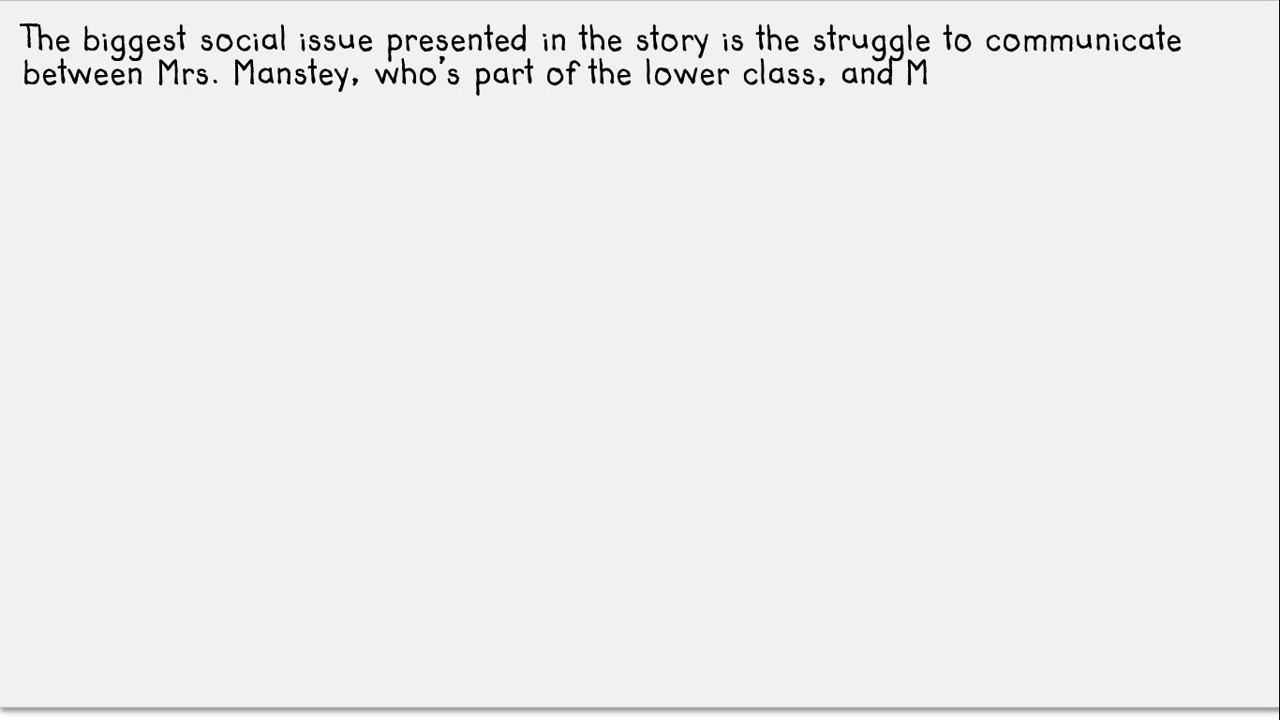 The biggest social issue presented in the story is the struggle to communicate
between Mrs. Manstey, who's part of the lower class, and M